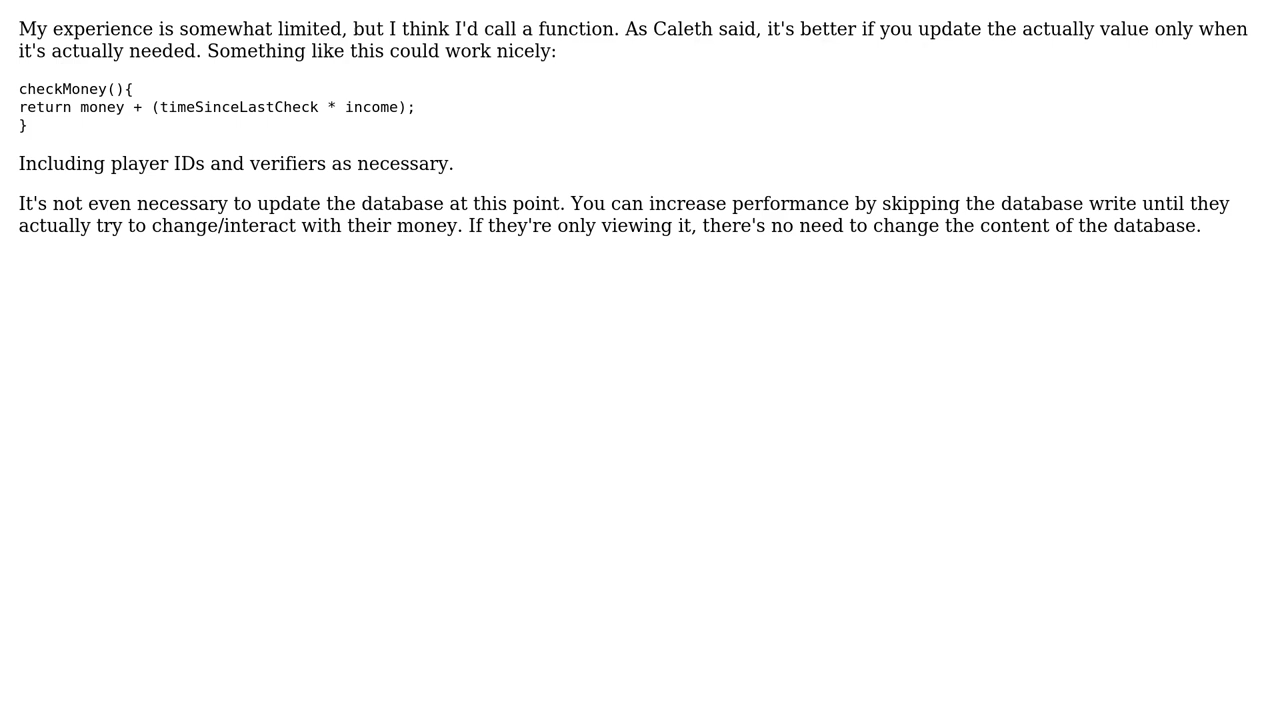 My experience is somewhat limited, but I think I'd call a function. As Caleth said, it's better if you update the actually value only when
it's actually needed. Something like this could work nicely:
checkMoney(){
return money + (timeSinceLastCheck * income);
}
Including player IDs and verifiers as necessary.
It's not even necessary to update the database at this point. You can increase performance by skipping the database write until they
actually try to change/interact with their money. If they're only viewing it, there's no need to change the content of the database.